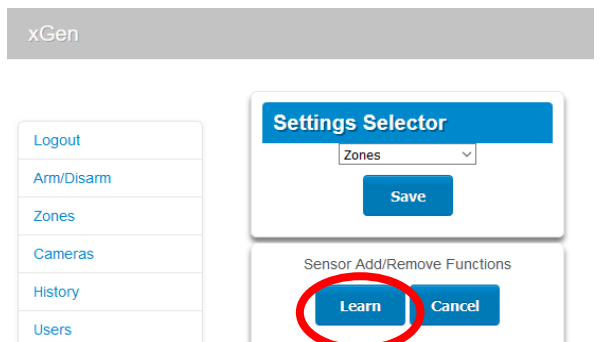 xGen
Logout
Arm/Disarm
Zones
Cameras
History
Users
Settings Selector
Zones
Save
Sensor Add/Remove Functions
Learn Cancel